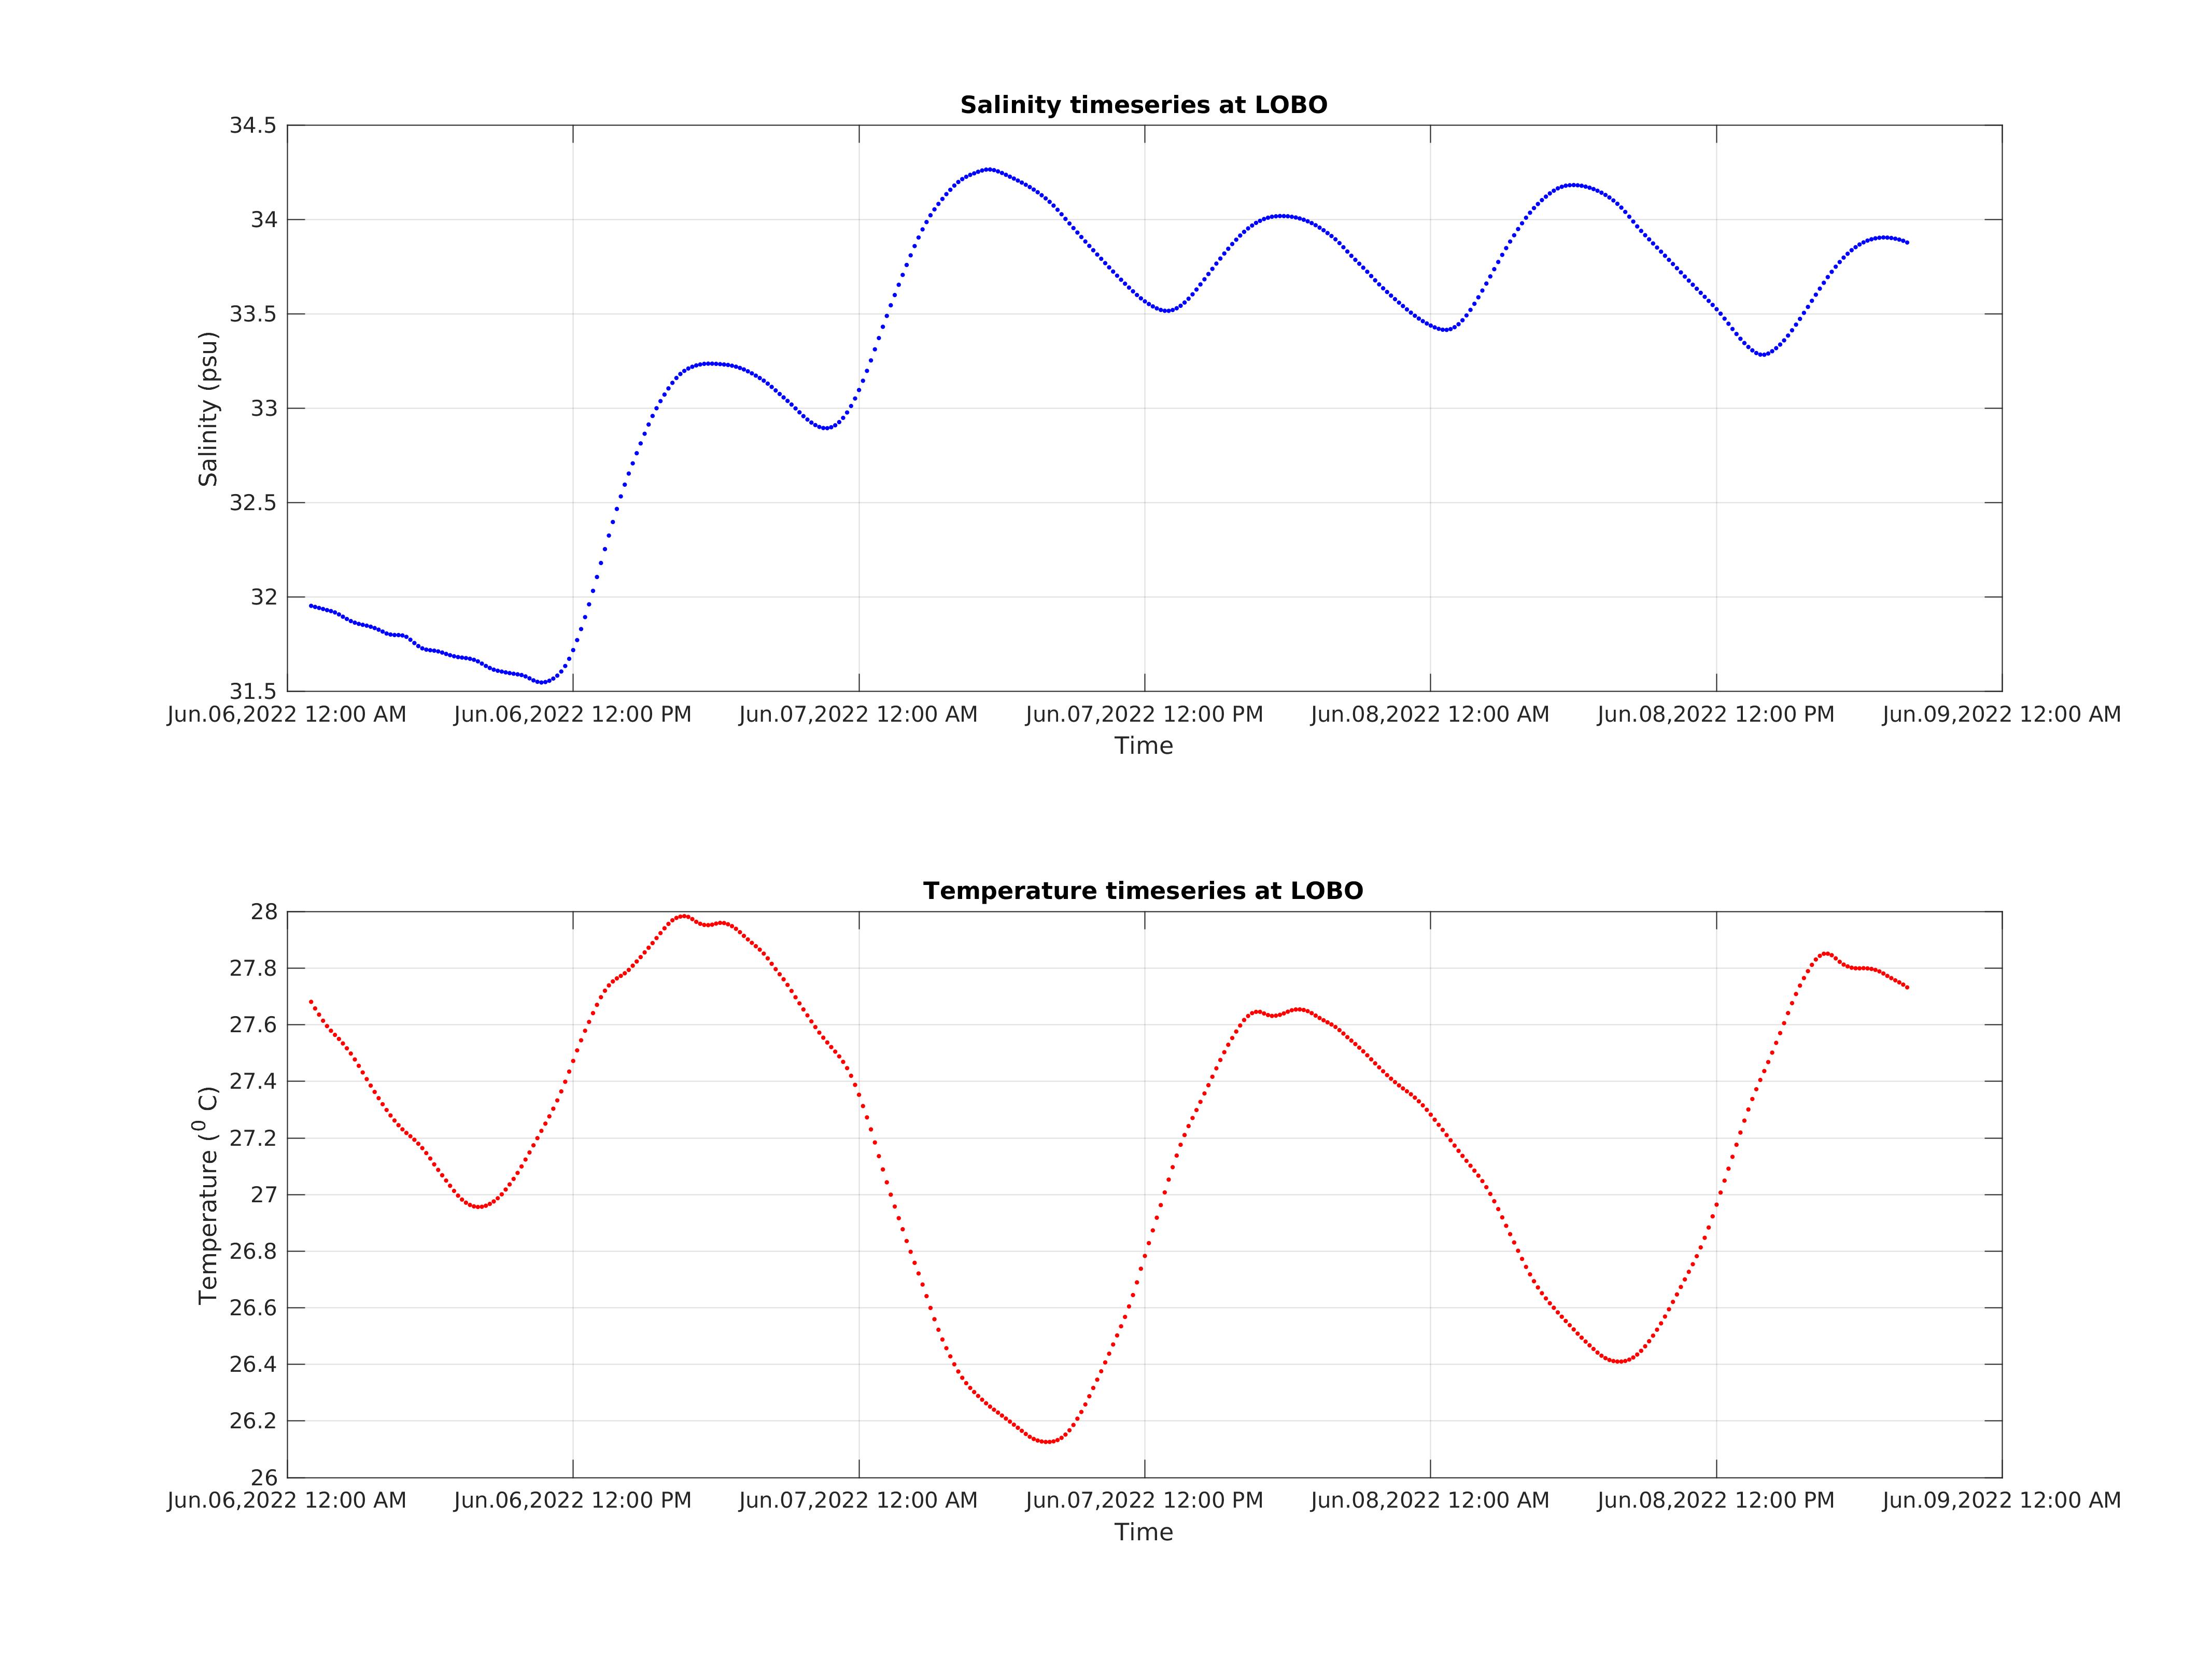 Salinity timeseries at LOBO
34.5
34
33.5
33
32.5
32
31.5
Salinity (psu)
Jun.06,2022 12:00 AM Jun.06,2022 12:00 PM Jun.07,2022 12:00 AM Jun.07,2022 12:00 PM Jun.08,2022 12:00 AM Jun.08,2022 12:00 PM Jun.09,2022 12:00 AM
Time
Temperature timeseries at LOBO
28
27.8
27.6
27.4
27.2
27
26.8
26.6
26.4
26.2
26
Temperature (⁰ C)
Jun.06,2022 12:00 AM Jun.06,2022 12:00 PM Jun.07,2022 12:00 AM Jun.07,2022 12:00 PM Jun.08,2022 12:00 AM Jun.08,2022 12:00 PM Jun.09,2022 12:00 AM
Time